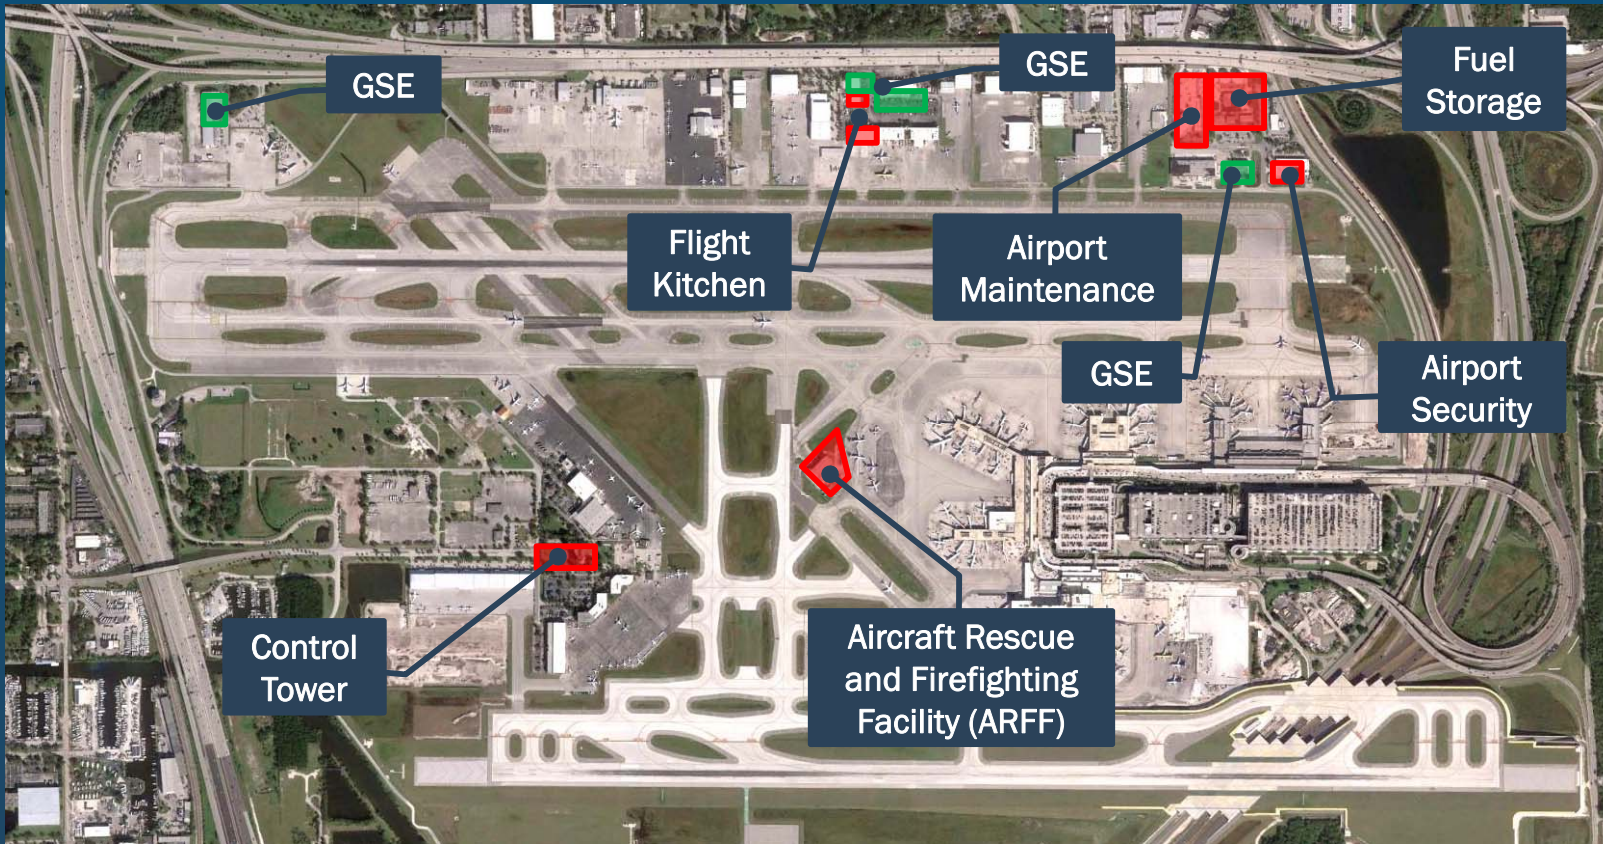 GSE
GSE
Fuel
Storage
Flight
Kitchen
Airport
Maintenance
GSE
Airport
Security
Control
Tower
Aircraft Rescue
and Firefighting
Facility (ARFF)